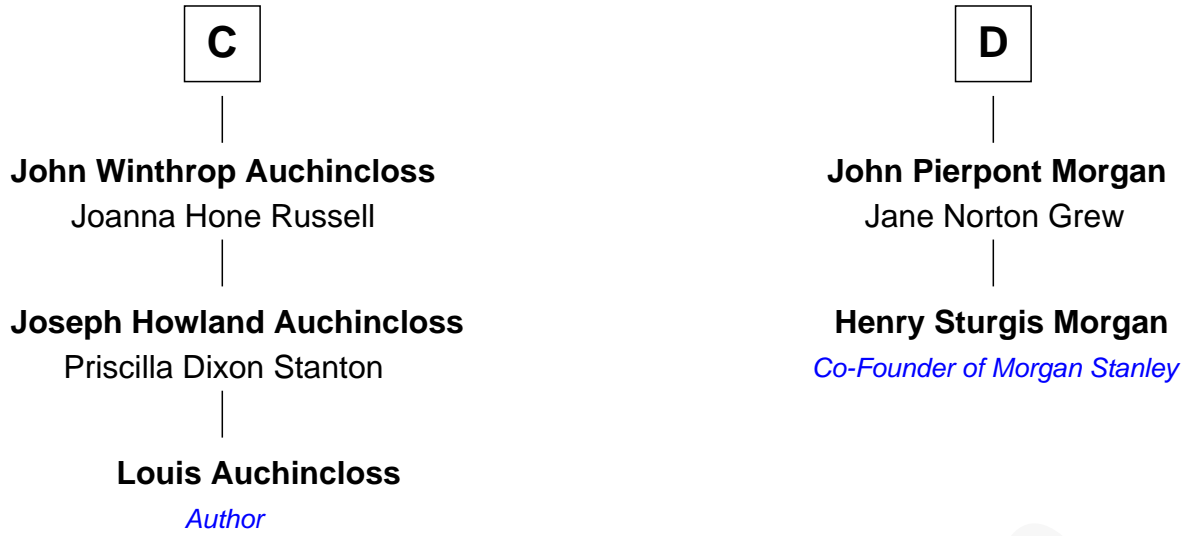 C
John Winthrop Auchincloss
Joanna Hone Russell
Joseph Howland Auchincloss
Priscilla Dixon Stanton
Louis Auchincloss
Author
D
John Pierpont Morgan
Jane Norton Grew
Henry Sturgis Morgan
Co-Founder of Morgan Stanley